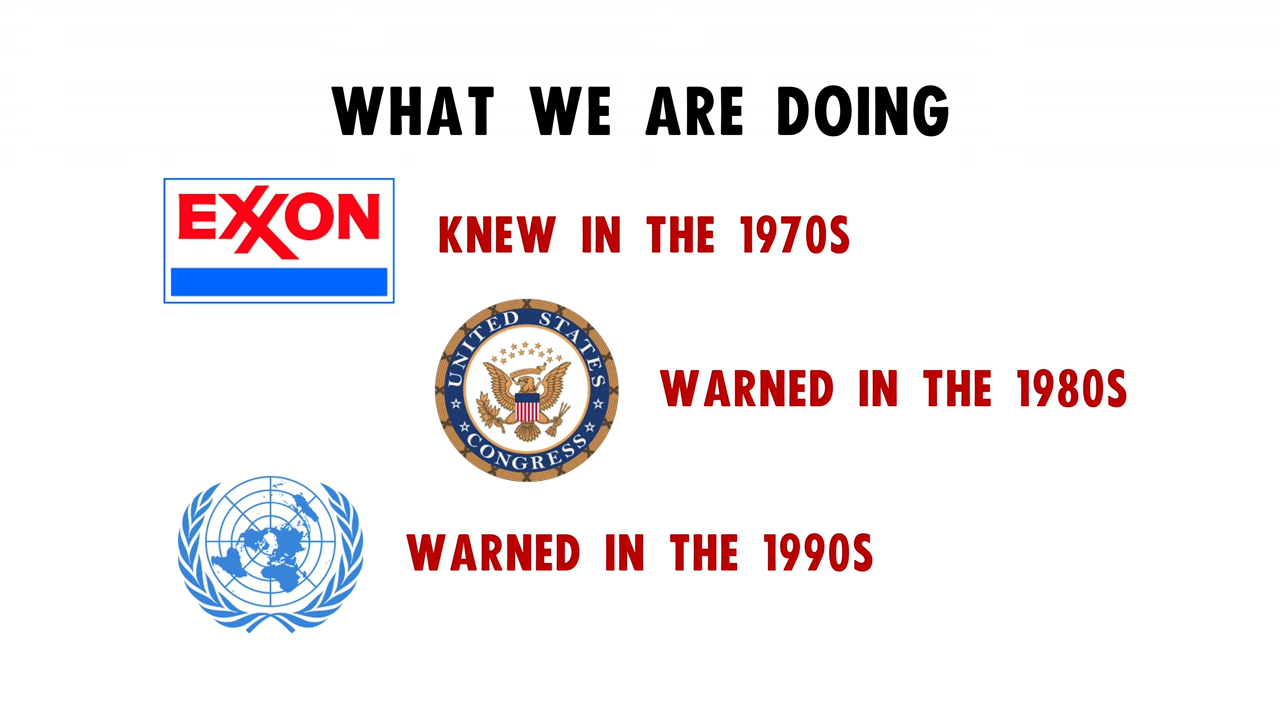 WHAT WE ARE DOING
EXXON
KNEW IN THE 1970S
UNITED STATES
CONGRESS
WARNED IN THE 1980S
WARNED IN THE 1990S